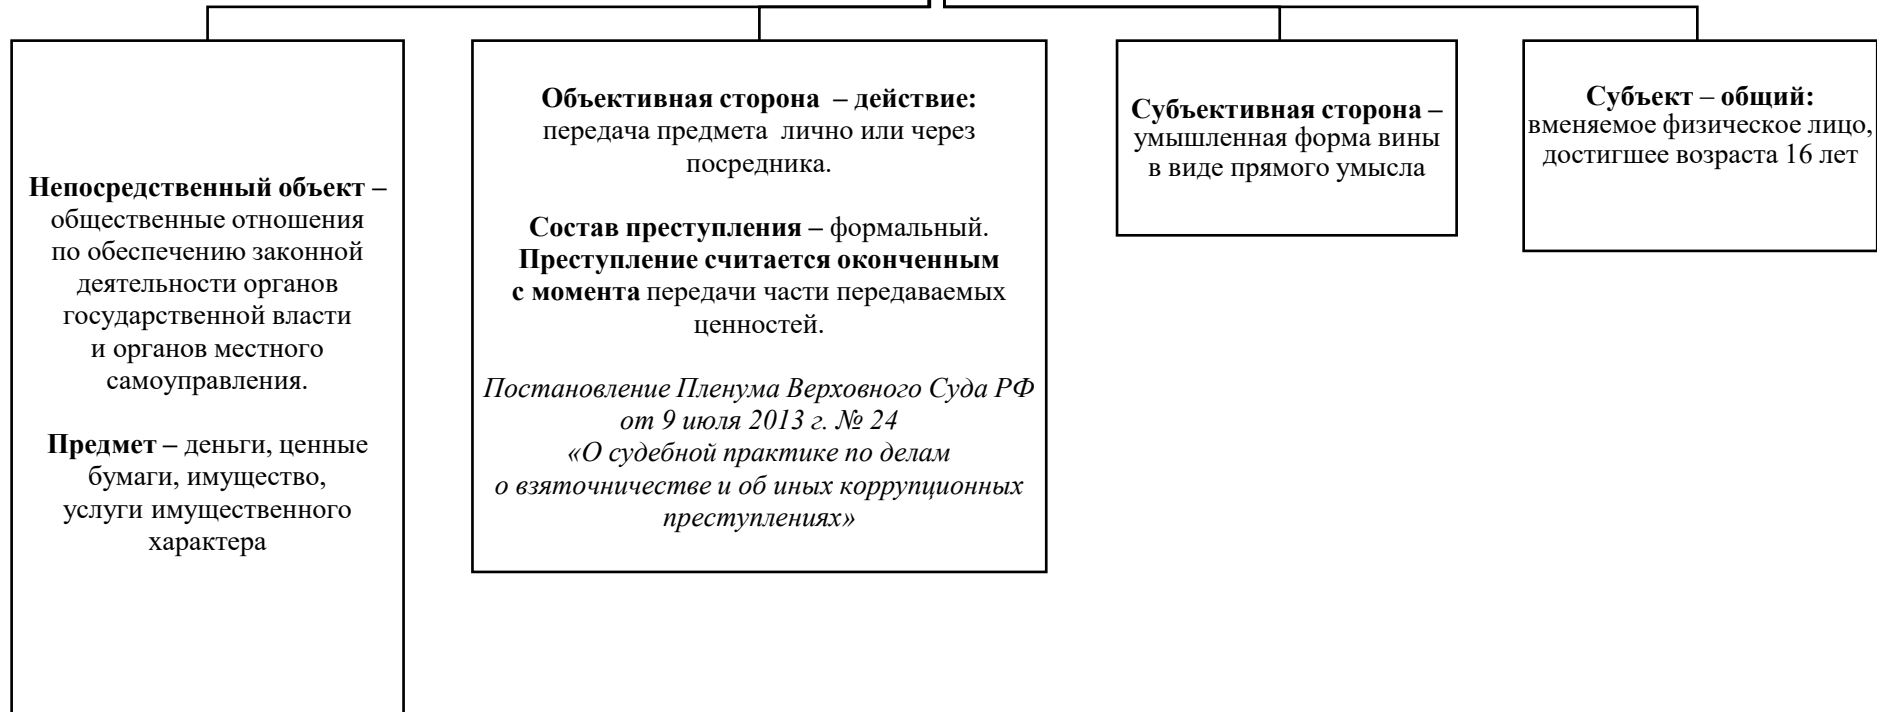 Непосредственный объект –
общественные отношения
по обеспечению законной
деятельности органов
государственной власти
и органов местного
самоуправления.
Предмет – деньги, ценные
бумаги, имущество,
услуги имущественного
характера
Объективная сторона – действие:
передача предмета лично или через
посредника.
Состав преступления – формальный.
Преступление считается оконченным
с момента передачи части передаваемых
ценностей.
Постановление Пленума Верховного Суда РФ
от 9 июля 2013 г. № 24
«О судебной практике по делам
о взяточничестве и об иных коррупционных
преступлениях»
Субъективная сторона –
умышленная форма вины
в виде прямого умысла
Субъект – общий:
вменяемое физическое лицо,
достигшее возраста 16 лет